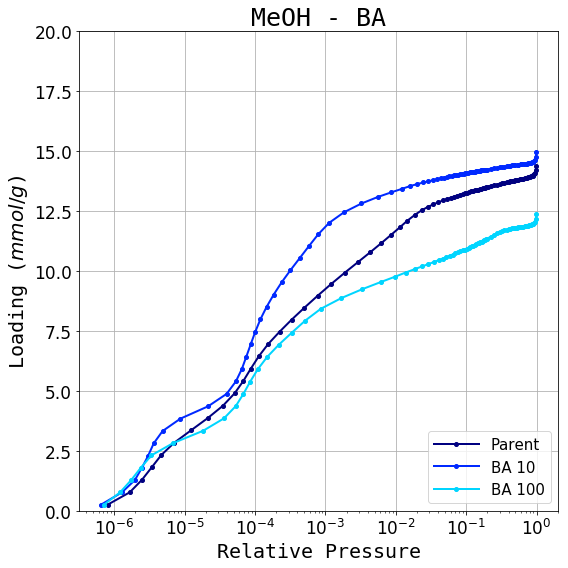 MeOH - BA
20.0
17.5
15.0
12.5
10.0
7.5
5.0
2.5
0.0
Loading (mmol/g)
10⁻⁶ 10⁻⁵ 10⁻⁴ 10⁻³ 10⁻² 10⁻¹ 10⁰
Relative Pressure
Parent
BA 10
BA 100